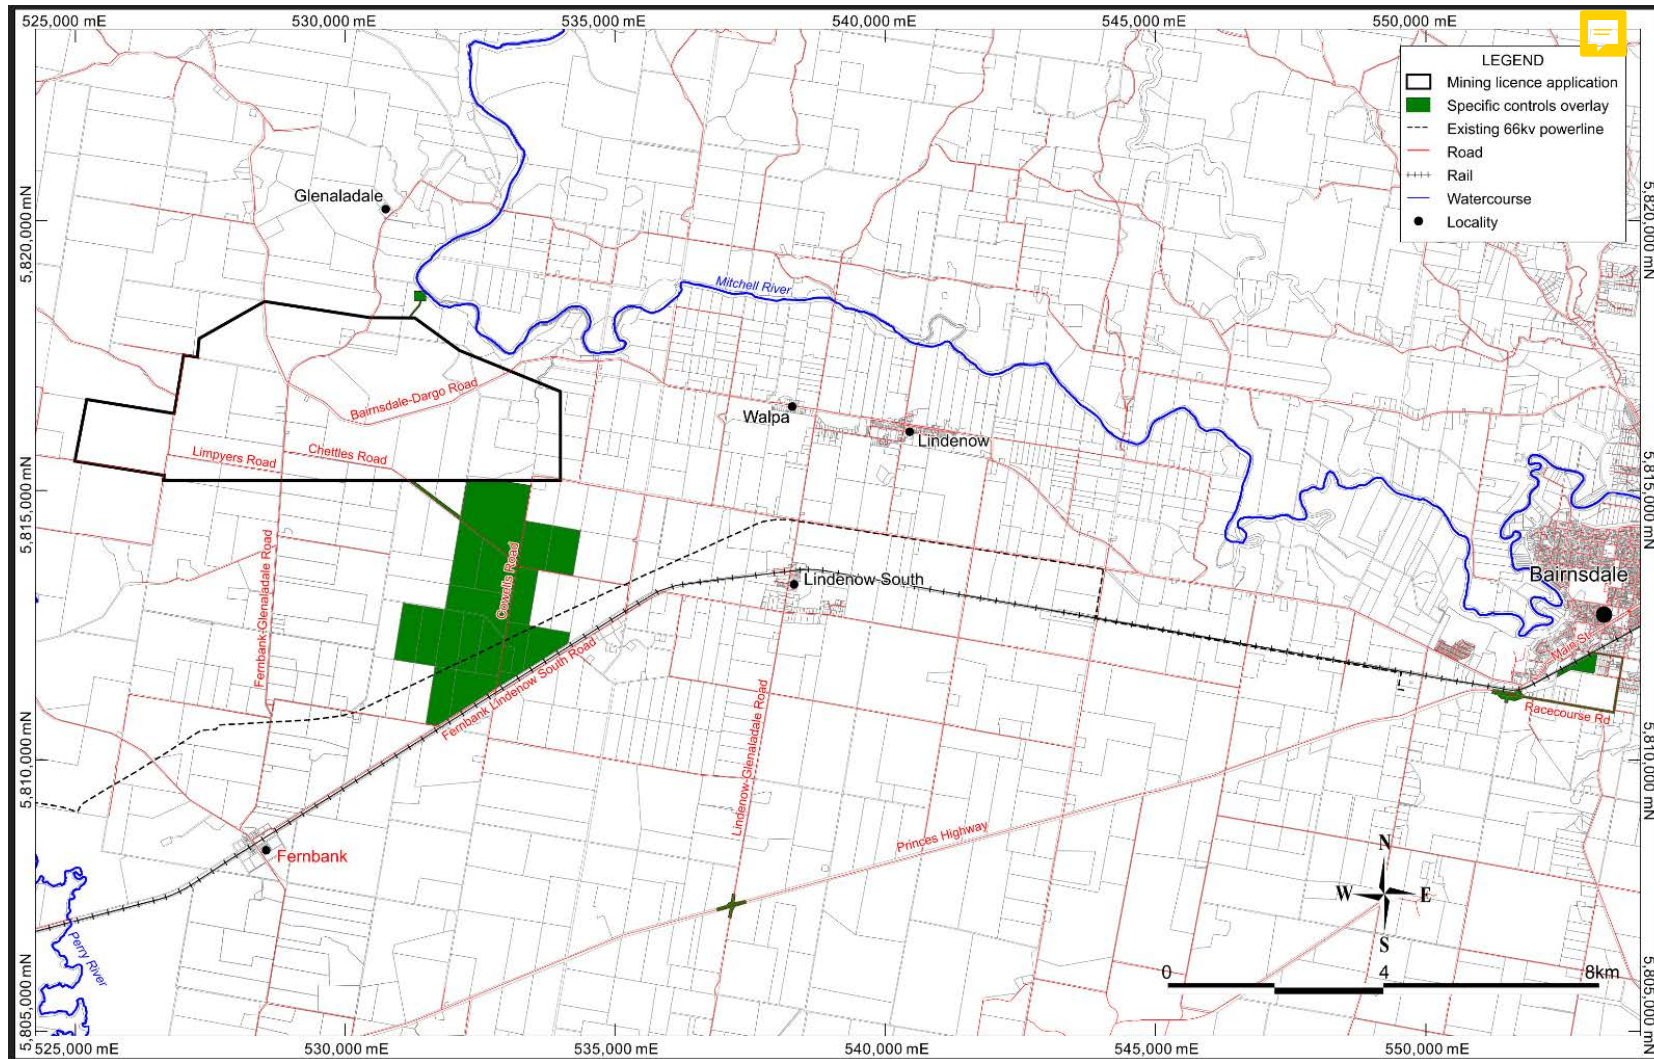 525,000 mE
530,000 mE
535,000 mE
540,000 mE
545,000 mE
550,000 mE
LEGEND
Mining licence application
Specific controls overlay
Existing 66kv powerline
Road
Rail
Watercourse
Locality
5,820,000 mN
5,820,000 mN
Glenaladale
Mitchell River
Bairnsdale-Dargo Road
Walpa
Lindenow
Limpyers Road
Chettles Road
5,815,000 mN
5,815,000 mN
Fernbank-Glenaladale Road
Cowells Road
Lindenow-South
Bairnsdale
Main St
Fernbank Lindenow South Road
Lindenow-Glenaladale Road
Racecourse Rd
5,810,000 mN
5,810,000 mN
Princes Highway
Fernbank
N
W
E
S
Perry River
0
4
8km
5,805,000 mN
5,805,000 mN
525,000 mE
530,000 mE
535,000 mE
540,000 mE
545,000 mE
550,000 mE